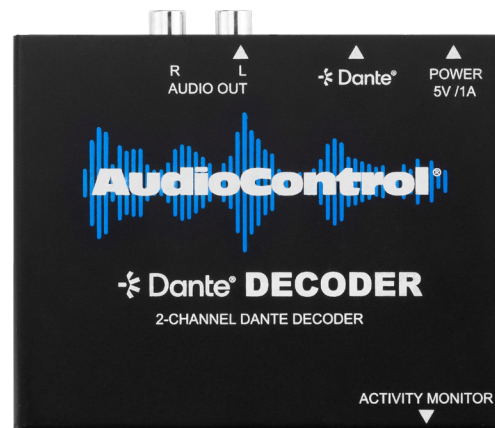 R L
AUDIO OUT
Dante®
POWER
5V /1A
AudioControl®
Dante® DECODER
2-CHANNEL DANTE DECODER
ACTIVITY MONITOR